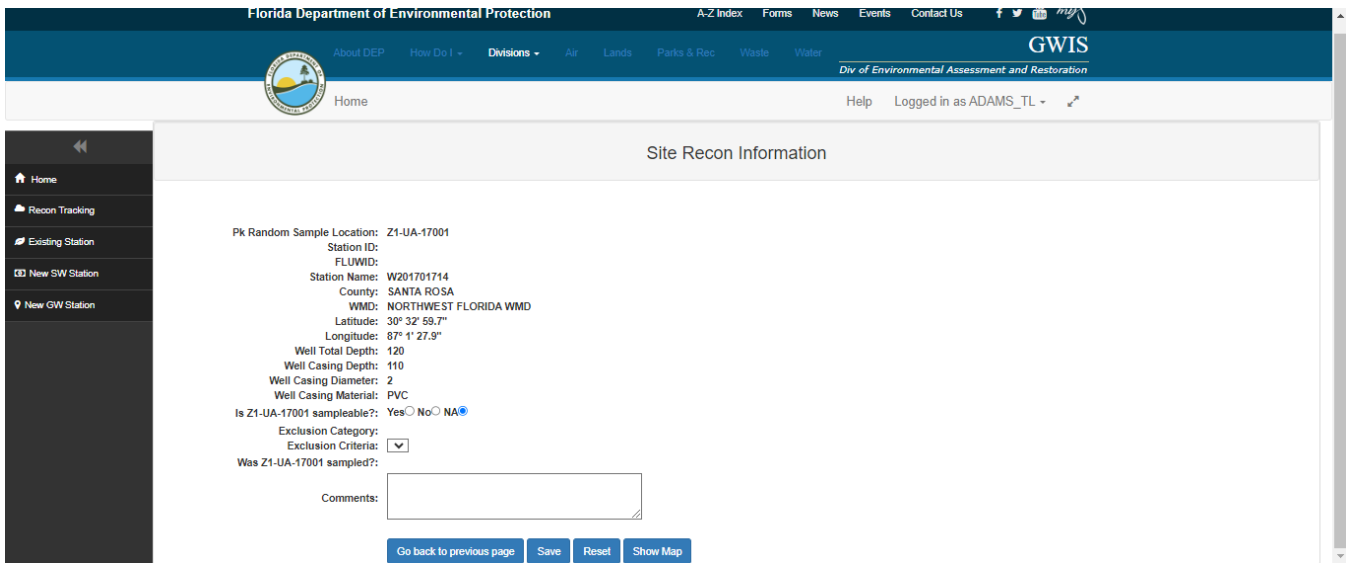 Florida Department of Environmental Protection
A-Z Index Forms News Events Contact Us
About DEP How Do I Divisions Air Lands Parks & Rec Waste Water
GWIS
Div of Environmental Assessment and Restoration
Home
Help Logged in as ADAMS_TL
Site Recon Information
Home
Recon Tracking
Existing Station
New SW Station
New GW Station
Pk Random Sample Location: Z1-UA-17001
Station ID:
FLUWID:
Station Name: W201701714
County: SANTA ROSA
WMD: NORTHWEST FLORIDA WMD
Latitude: 30° 32' 59.7"
Longitude: 87° 1' 27.9"
Well Total Depth: 120
Well Casing Depth: 110
Well Casing Diameter: 2
Well Casing Material: PVC
Is Z1-UA-17001 sampleable?: Yes No NA
Exclusion Category:
Exclusion Criteria:
Was Z1-UA-17001 sampled?:
Comments:
Go back to previous page Save Reset Show Map